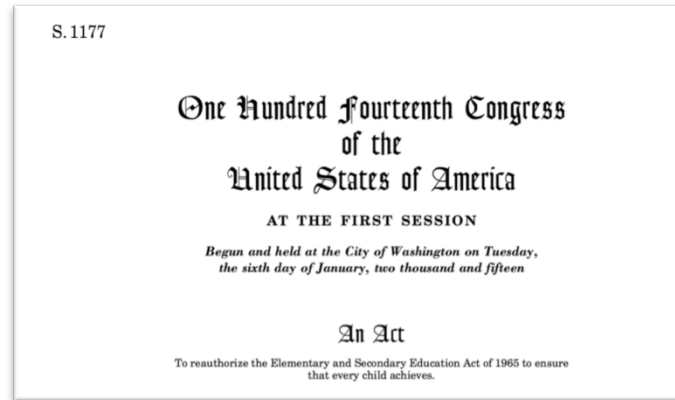 S. 1177
One Hundred Fourteenth Congress
of the
United States of America
AT THE FIRST SESSION
Begun and held at the City of Washington on Tuesday,
the sixth day of January, two thousand and fifteen
An Act
To reauthorize the Elementary and Secondary Education Act of 1965 to ensure
that every child achieves.